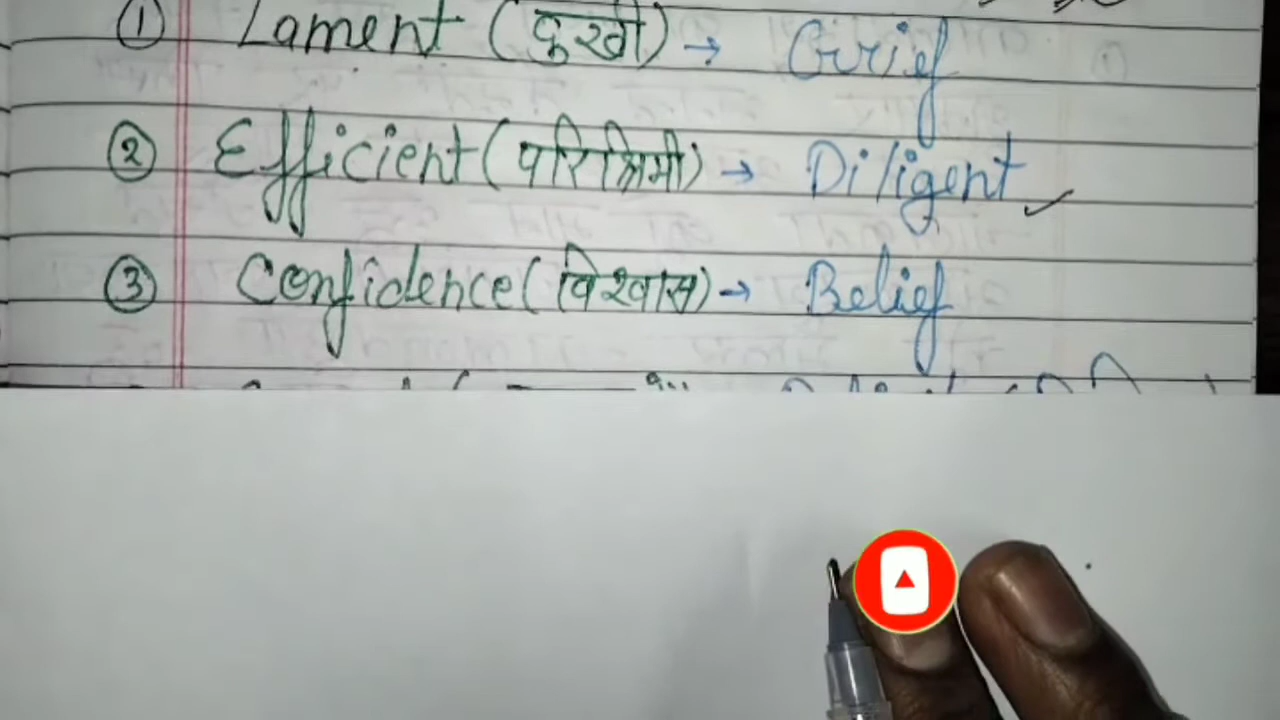 ① Lament (दुखी) → Grief
② Efficient (परिश्रमी) → Diligent ✓
③ Confidence (विश्वास) → Belief